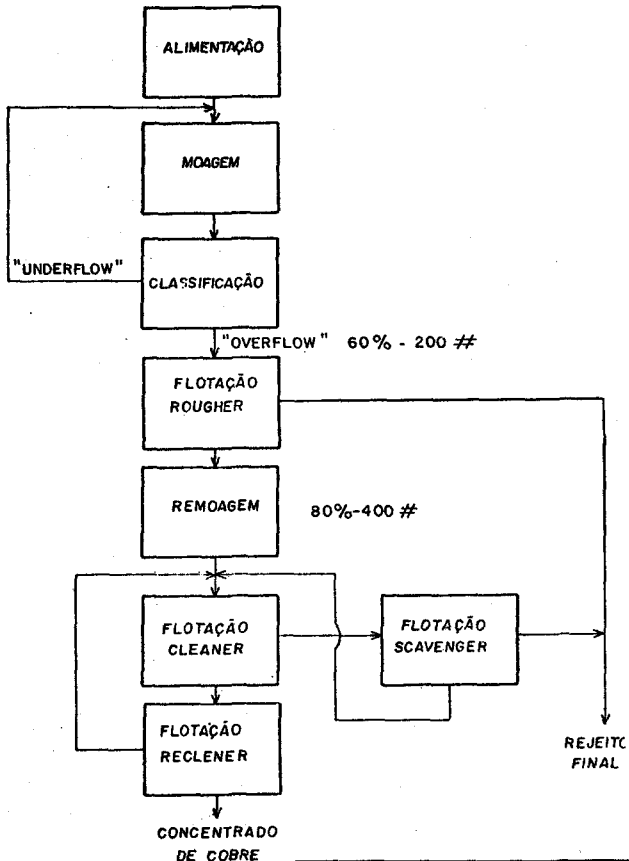 ALIMENTAÇÃO
MOAGEM
"UNDERFLOW"
CLASSIFICAÇÃO
"OVERFLOW" 60% - 200 #
FLOTAÇÃO
ROUGHER
REMOAGEM
80%-400 #
FLOTAÇÃO
CLEANER
FLOTAÇÃO
SCAVENGER
FLOTAÇÃO
RECLENER
REJEITO
FINAL
CONCENTRADO
DE COBRE